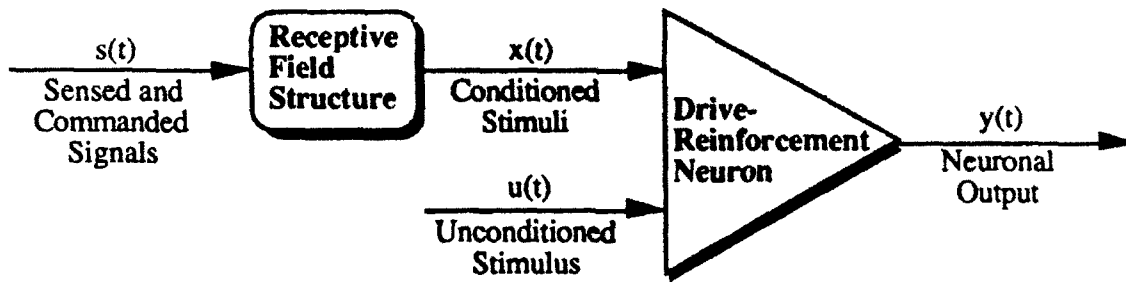 s(t)
Sensed and
Commanded
Signals
Receptive
Field
Structure
x(t)
Conditioned
Stimuli
u(t)
Unconditioned
Stimulus
Drive-
Reinforcement
Neuron
y(t)
Neuronal
Output